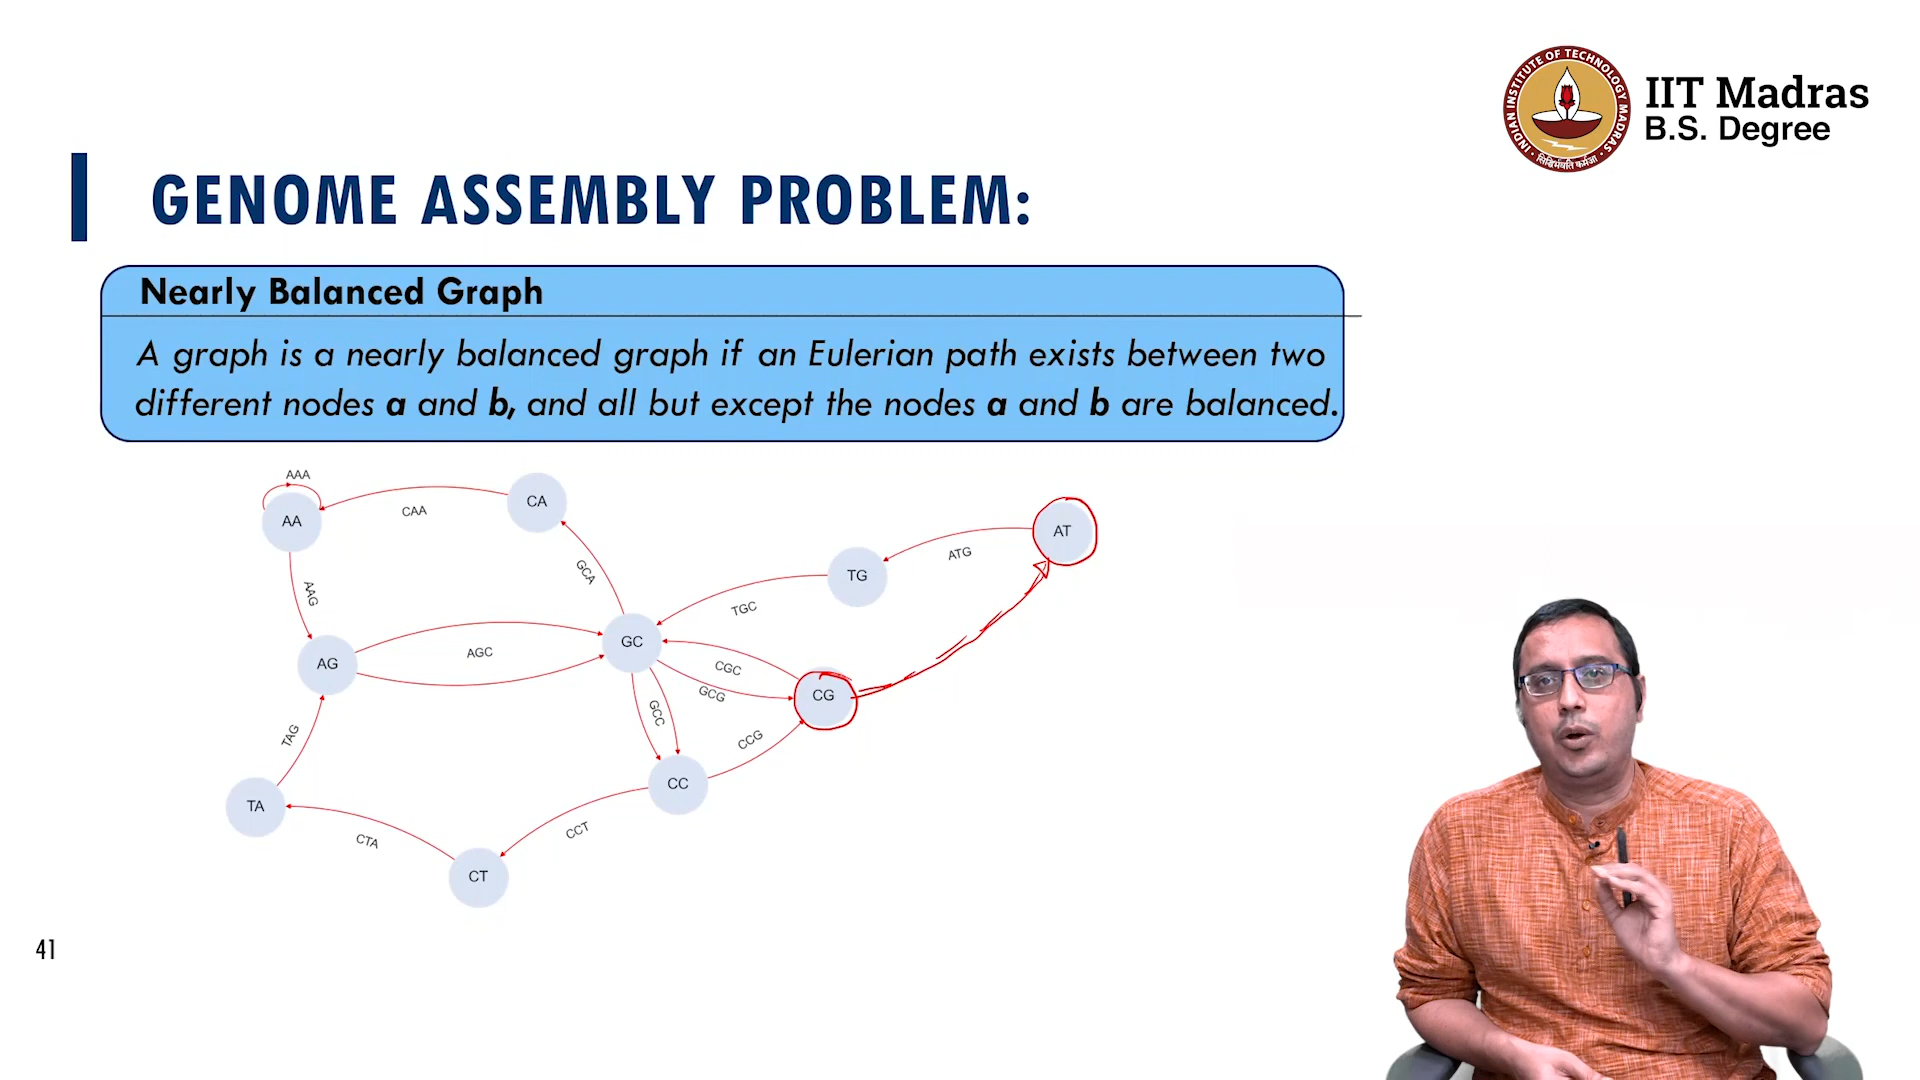 INDIAN INSTITUTE OF TECHNOLOGY MADRAS
सिद्धिर्भवति कर्मजा
IIT Madras
B.S. Degree
GENOME ASSEMBLY PROBLEM:
Nearly Balanced Graph
A graph is a nearly balanced graph if an Eulerian path exists between two
different nodes a and b, and all but except the nodes a and b are balanced.
AAA
AA
CAA
CA
AT
ATG
TG
GCA
AAG
TGC
GC
AG
AGC
CGC
GCG
CG
GCC
TAG
CCG
CC
TA
CCT
CTA
CT
41